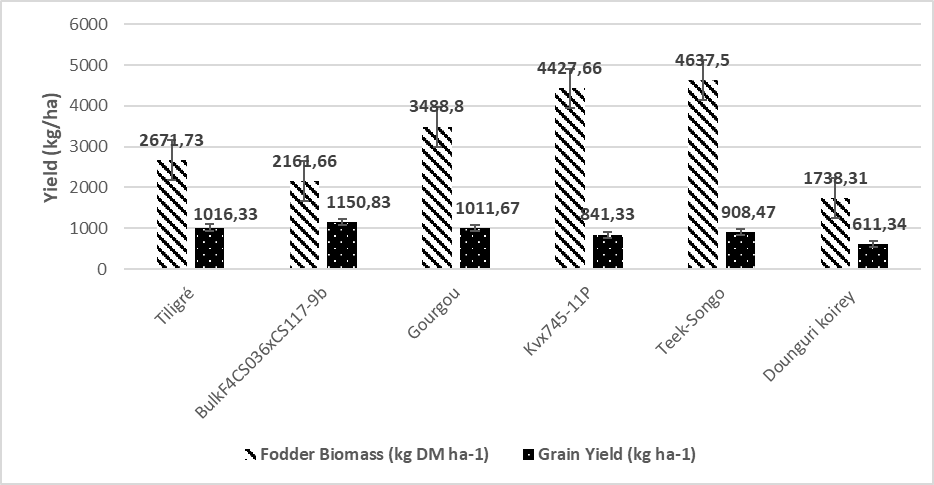 6000
5000
4000
3000
2000
1000
0
Yield (kg/ha)
2671,73
1016,33
2161,66
1150,83
3488,8
1011,67
4427,66
841,33
4637,5
908,47
1738,31
611,34
Tiligré
BulkF4CS036xCS117-9b
Gourgou
Kvx745-11P
Teek-Songo
Dounguri koirey
Fodder Biomass (kg DM ha-1)
Grain Yield (kg ha-1)